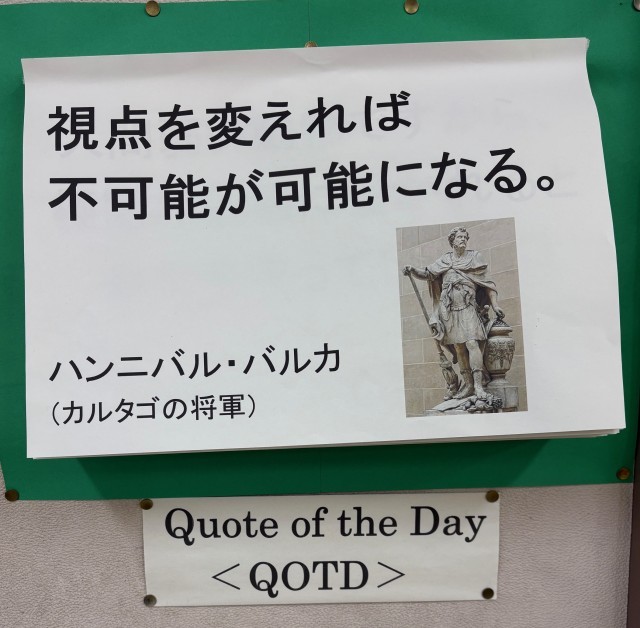 視点を変えれば
不可能が可能になる。
ハンニバル・バルカ
（カルタゴの将軍）
Quote of the Day
＜QOTD＞